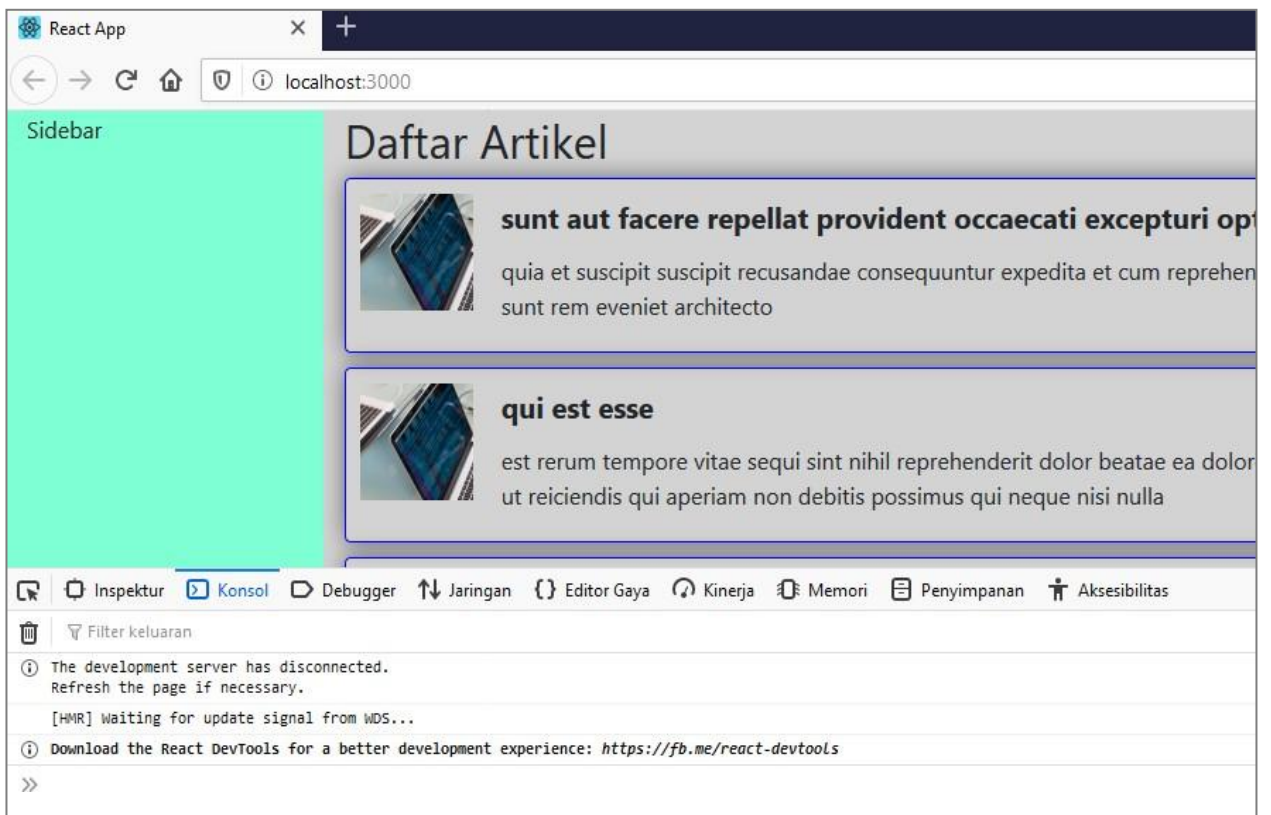 React App
localhost:3000
Sidebar
Daftar Artikel
sunt aut facere repellat provident occaecati excepturi
quia et suscipit suscipit recusandae consequuntur expedita et cum reprehen
sunt rem eveniet architecto
qui est esse
est rerum tempore vitae sequi sint nihil reprehenderit dolor beatae ea dolor
ut reiciendis qui aperiam non debitis possimus qui neque nisi nulla
Inspektur Konsol Debugger Jaringan Editor Gaya Kinerja Memori Penyimpanan Aksesibilitas
Filter keluaran
The development server has disconnected.
Refresh the page if necessary.
[HMR] Waiting for update signal from WDS...
Download the React DevTools for a better development experience: https://fb.me/react-devtools